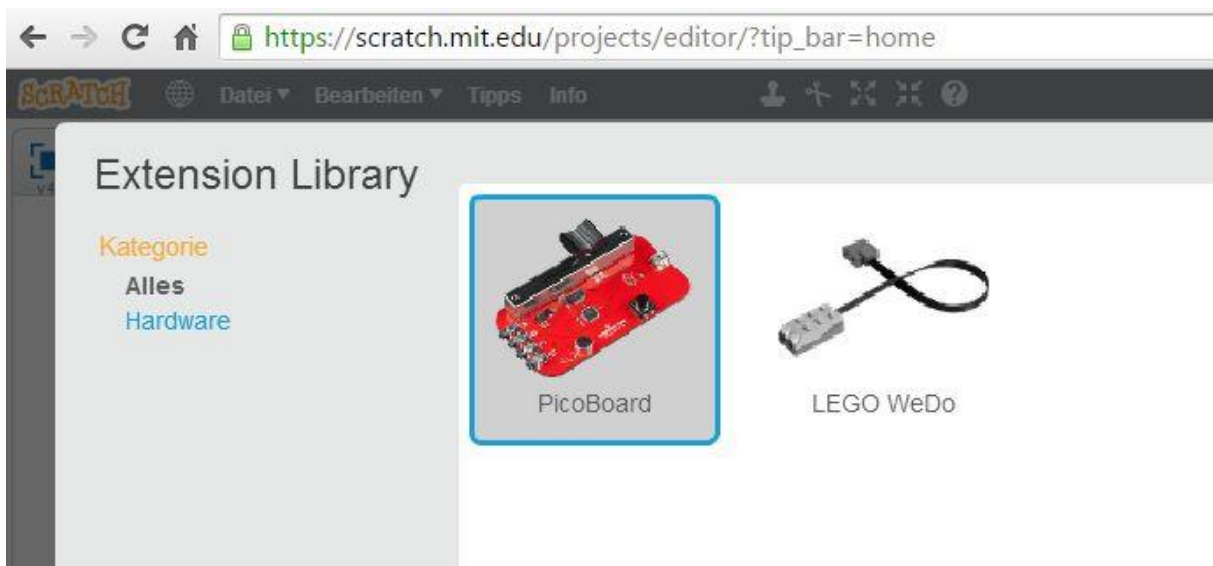 https://scratch.mit.edu/projects/editor/?tip_bar=home
SCRATCH Datei Bearbeiten Tipps Info
v4
Extension Library
Kategorie
Alles
Hardware
PicoBoard LEGO WeDo